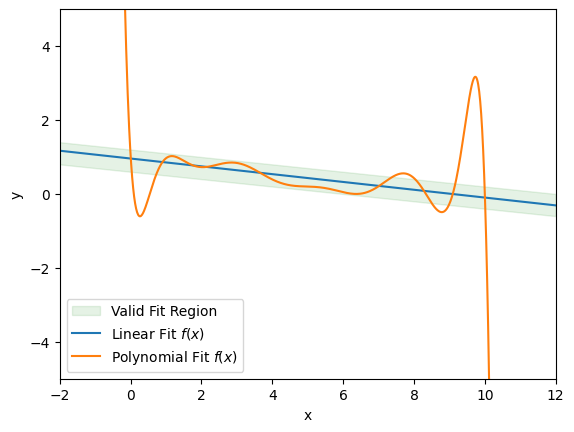 4
2
0
−2
−4
y
Valid Fit Region
Linear Fit f(x)
Polynomial Fit f(x)
−2 0 2 4 6 8 10 12
x